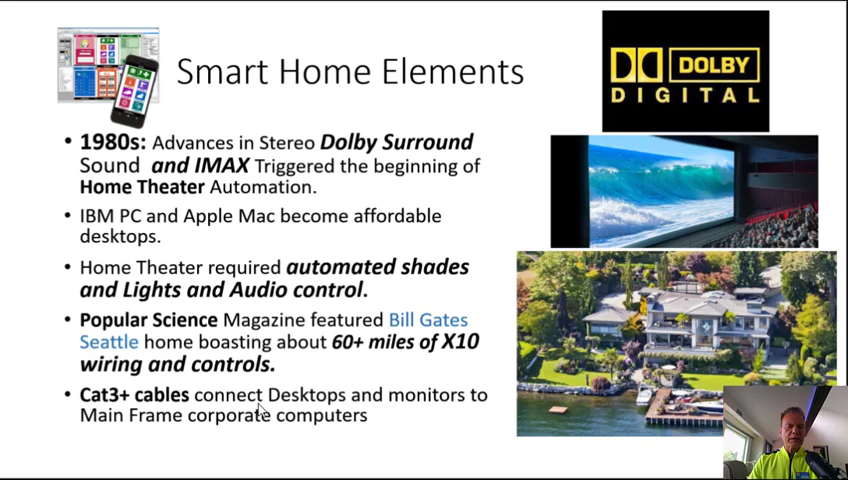 Smart Home Elements
DOLBY
DIGITAL
• 1980s: Advances in Stereo Dolby Surround
Sound and IMAX Triggered the beginning of
Home Theater Automation.
• IBM PC and Apple Mac become affordable
desktops.
• Home Theater required automated shades
and Lights and Audio control.
• Popular Science Magazine featured Bill Gates
Seattle home boasting about 60+ miles of X10
wiring and controls.
• Cat3+ cables connect Desktops and monitors to
Main Frame corporate computers